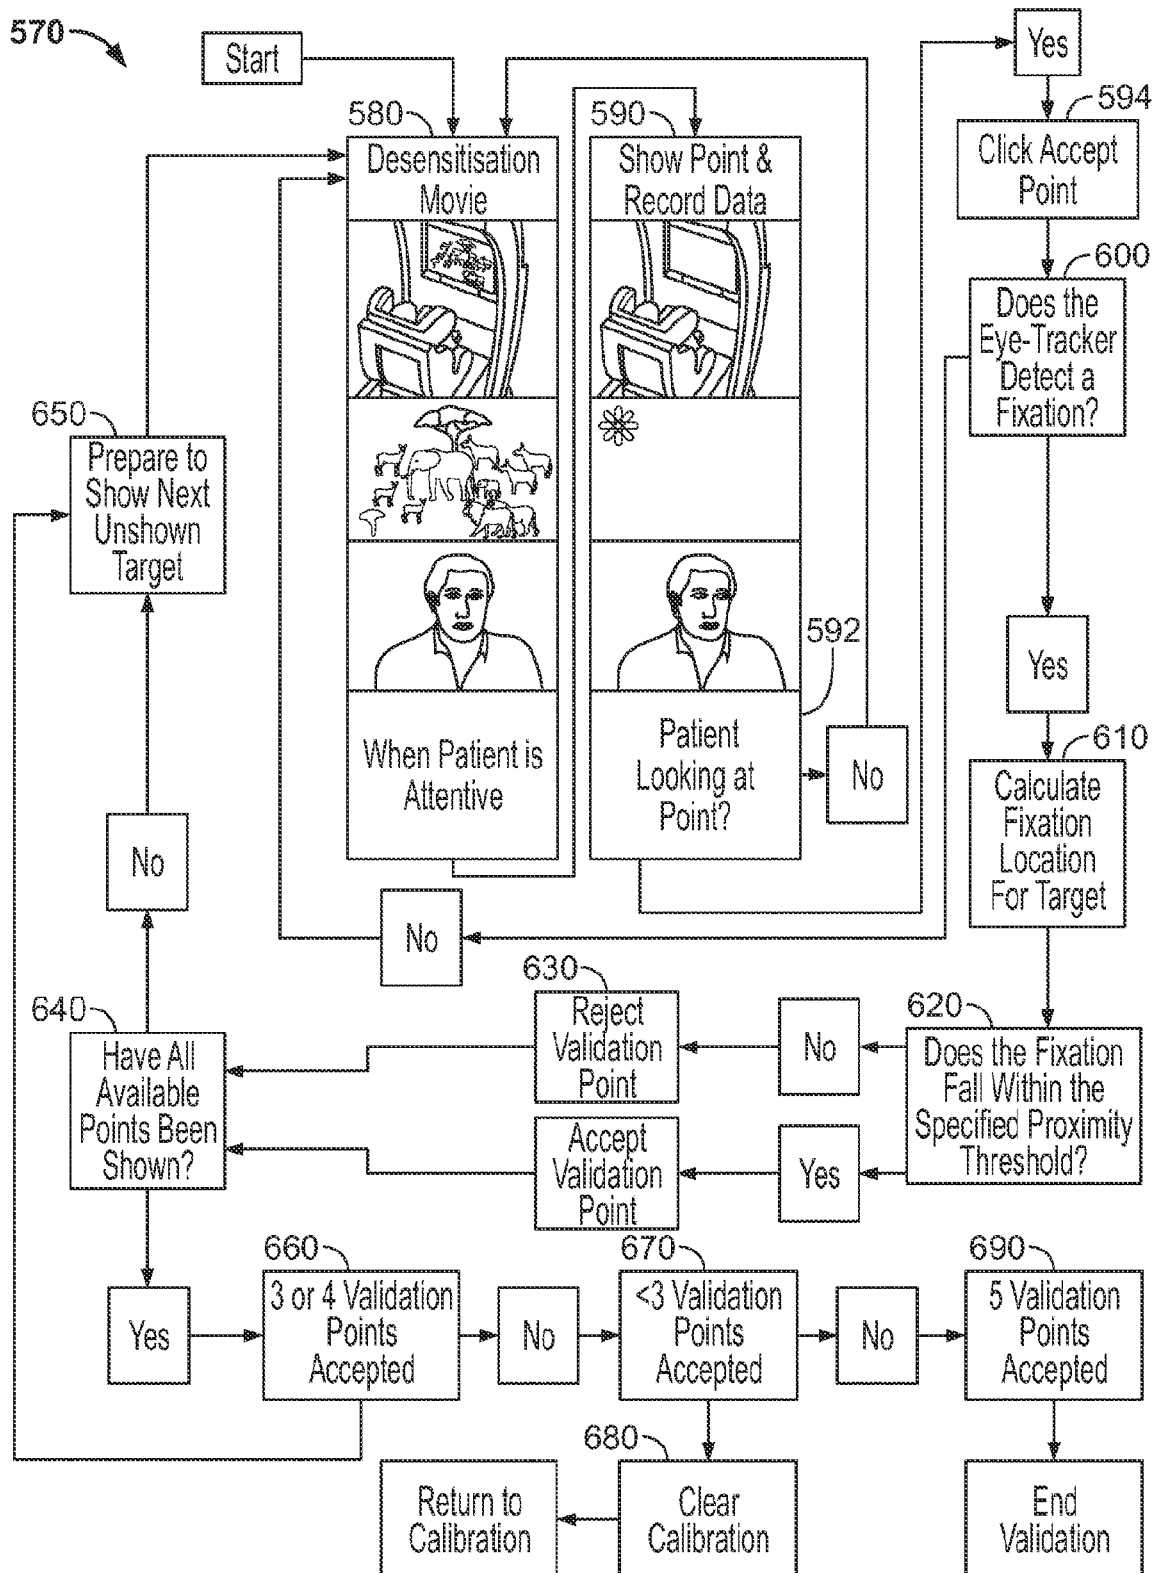 570
Start
Yes
580
Desensitisation
Movie
590
Show Point &
Record Data
594
Click Accept
Point
600
Does the
Eye-Tracker
Detect a
Fixation?
650
Prepare to
Show Next
Unshown
Target
592
Yes
When Patient is
Attentive
Patient
Looking at
Point?
No
610
Calculate
Fixation
Location
For Target
No
No
630
Reject
Validation
Point
No
620
Does the Fixation
Fall Within the
Specified Proximity
Threshold?
640
Have All
Available
Points Been
Shown?
Accept
Validation
Point
Yes
Yes
660
3 or 4 Validation
Points
Accepted
No
670
<3 Validation
Points
Accepted
No
690
5 Validation
Points
Accepted
Return to
Calibration
680
Clear
Calibration
End
Validation